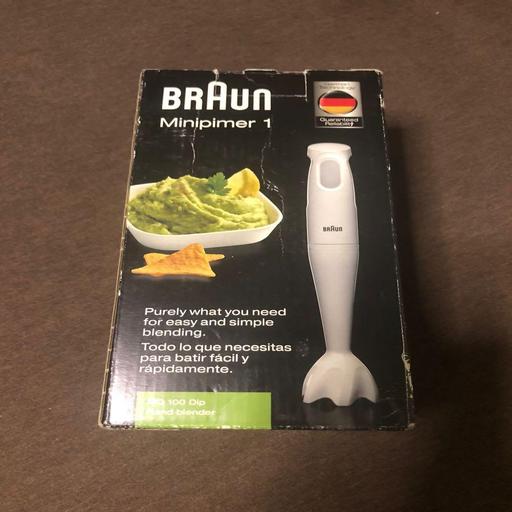 BRAUN
Minipimer 1
Guaranteed
Reliability
BRAUN
Purely what you need
for easy and simple
blending.
Todo lo que necesitas
para batir fácil y
rápidamente.
100 Dip
Hand blender